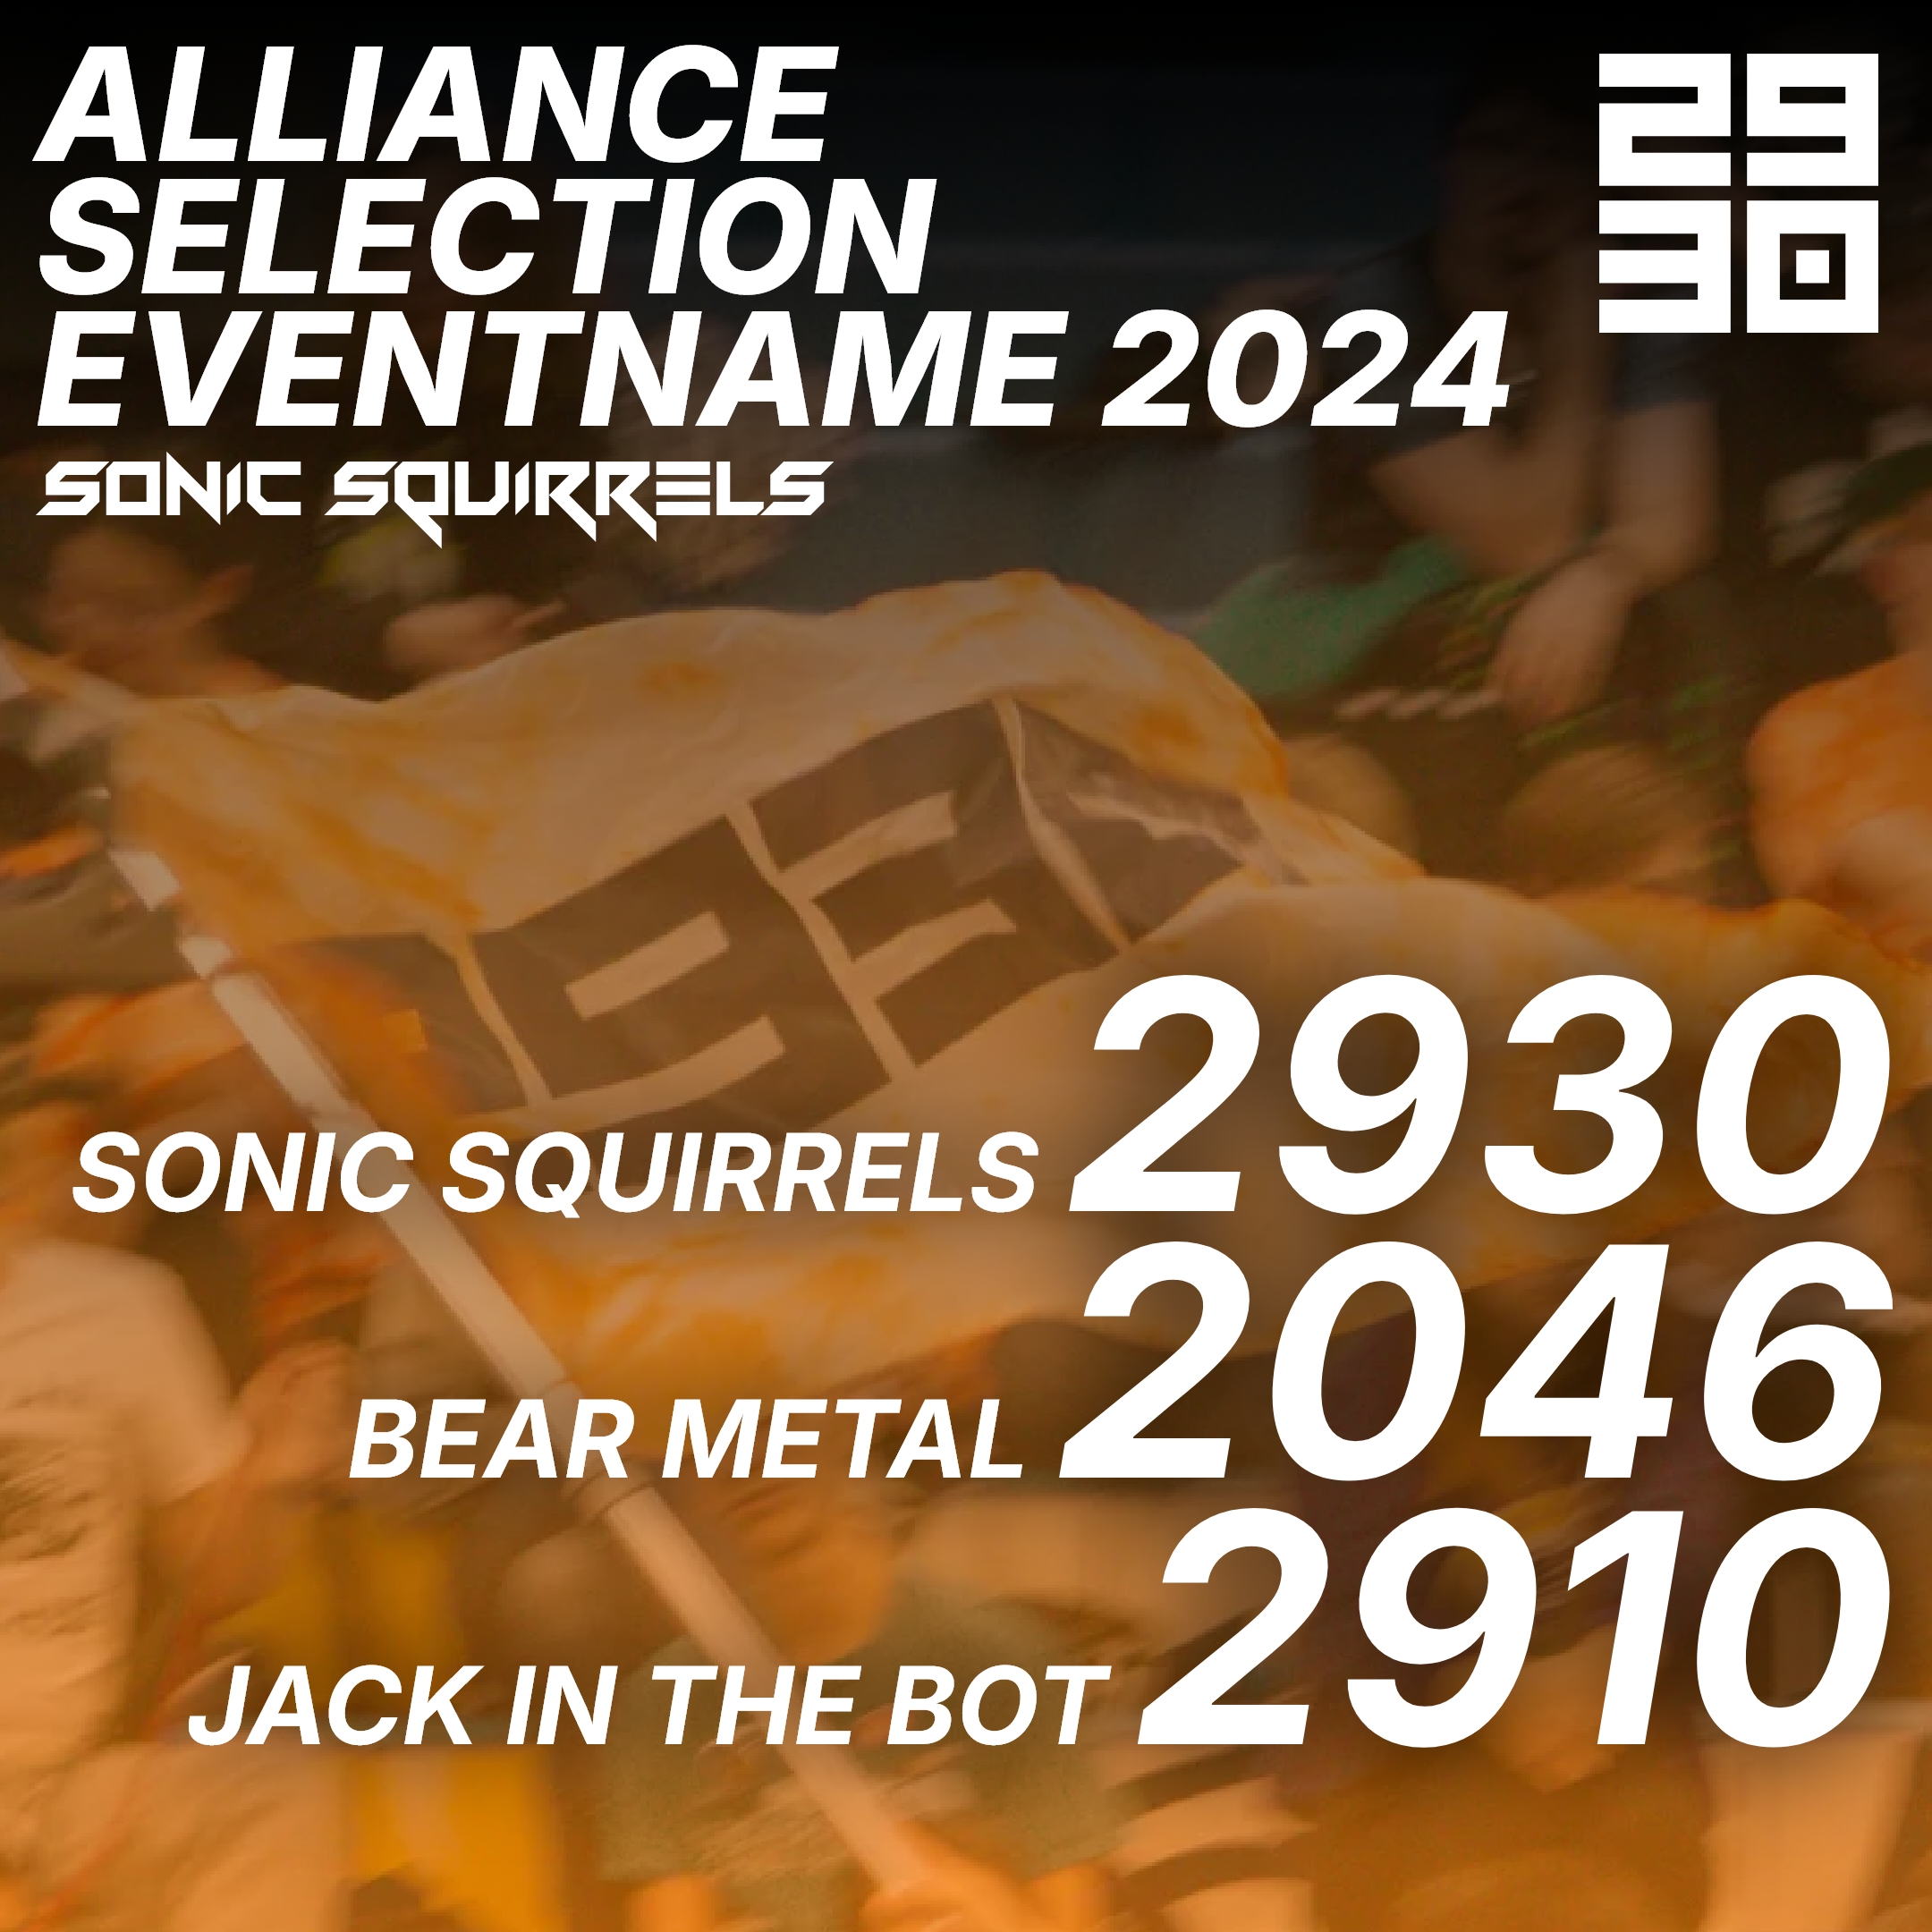 ALLIANCE
SELECTION
EVENTNAME 2024
SONIC SQUIRRELS
29
30
SONIC SQUIRRELS 2930
BEAR METAL 2046
JACK IN THE BOT 2910